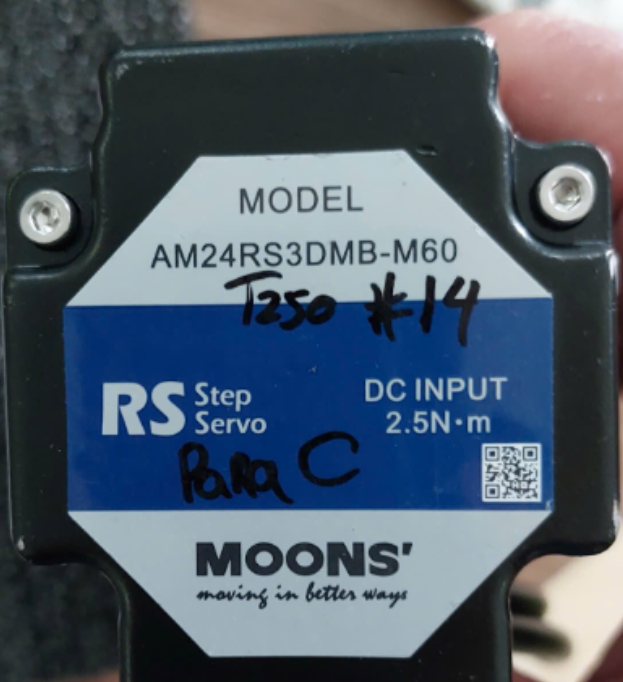 MODEL
AM24RS3DMB-M60
T250 #14
RS Step Servo
DC INPUT
2.5N·m
Para C
MOONS'
moving in better ways